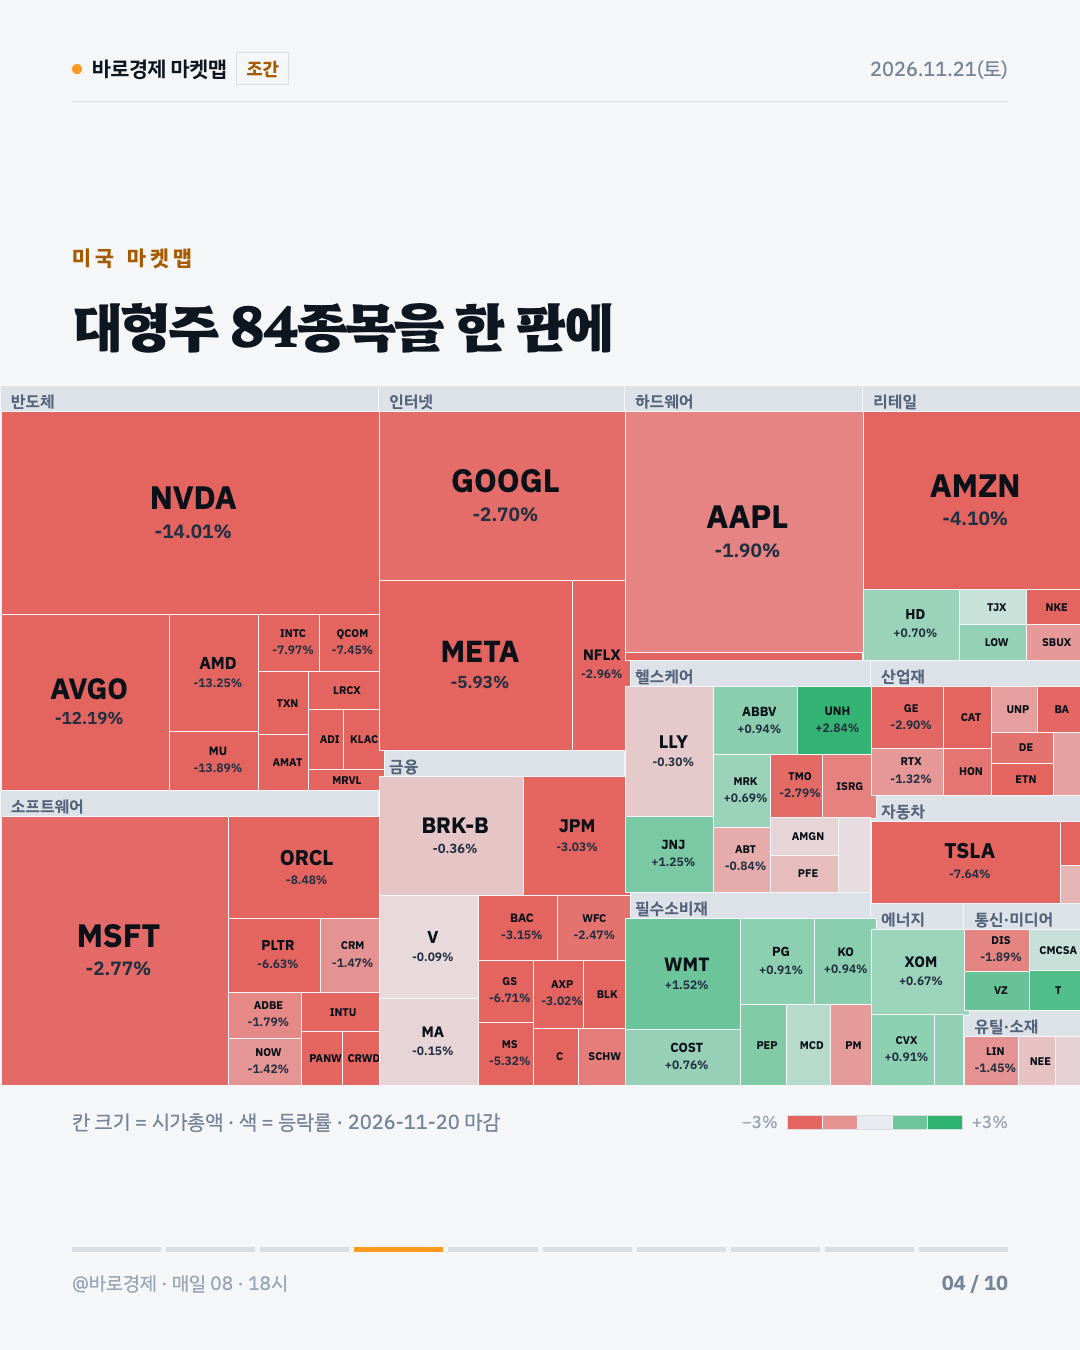 바로경제 마켓맵 조간
2026.11.21(토)
미국 마켓맵
대형주 84종목을 한 판에
반도체
NVDA
-14.01%
AVGO
-12.19%
AMD
-13.25%
MU
-13.89%
INTC
-7.97%
QCOM
-7.45%
TXN
LRCX
AMAT
ADI
KLAC
MRVL
소프트웨어
MSFT
-2.77%
ORCL
-8.48%
PLTR
-6.63%
CRM
-1.47%
ADBE
-1.79%
INTU
NOW
-1.42%
PANW
CRWD
인터넷
GOOGL
-2.70%
META
-5.93%
NFLX
-2.96%
금융
BRK-B
-0.36%
JPM
-3.03%
V
-0.09%
MA
-0.15%
BAC
-3.15%
WFC
-2.47%
GS
-6.71%
AXP
-3.02%
BLK
MS
-5.32%
C
SCHW
하드웨어
AAPL
-1.90%
헬스케어
LLY
-0.30%
ABBV
+0.94%
UNH
+2.84%
JNJ
+1.25%
MRK
+0.69%
TMO
-2.79%
ISRG
ABT
-0.84%
AMGN
PFE
필수소비재
WMT
+1.52%
COST
+0.76%
PG
+0.91%
KO
+0.94%
PEP
MCD
PM
리테일
AMZN
-4.10%
HD
+0.70%
TJX
NKE
LOW
SBUX
산업재
GE
-2.90%
CAT
UNP
BA
RTX
-1.32%
HON
DE
ETN
자동차
TSLA
-7.64%
에너지
XOM
+0.67%
CVX
+0.91%
통신·미디어
DIS
-1.89%
CMCSA
VZ
T
유틸·소재
LIN
-1.45%
NEE
칸 크기 = 시가총액 · 색 = 등락률 · 2026-11-20 마감
−3%
+3%
@바로경제 · 매일 08 · 18시
04 / 10